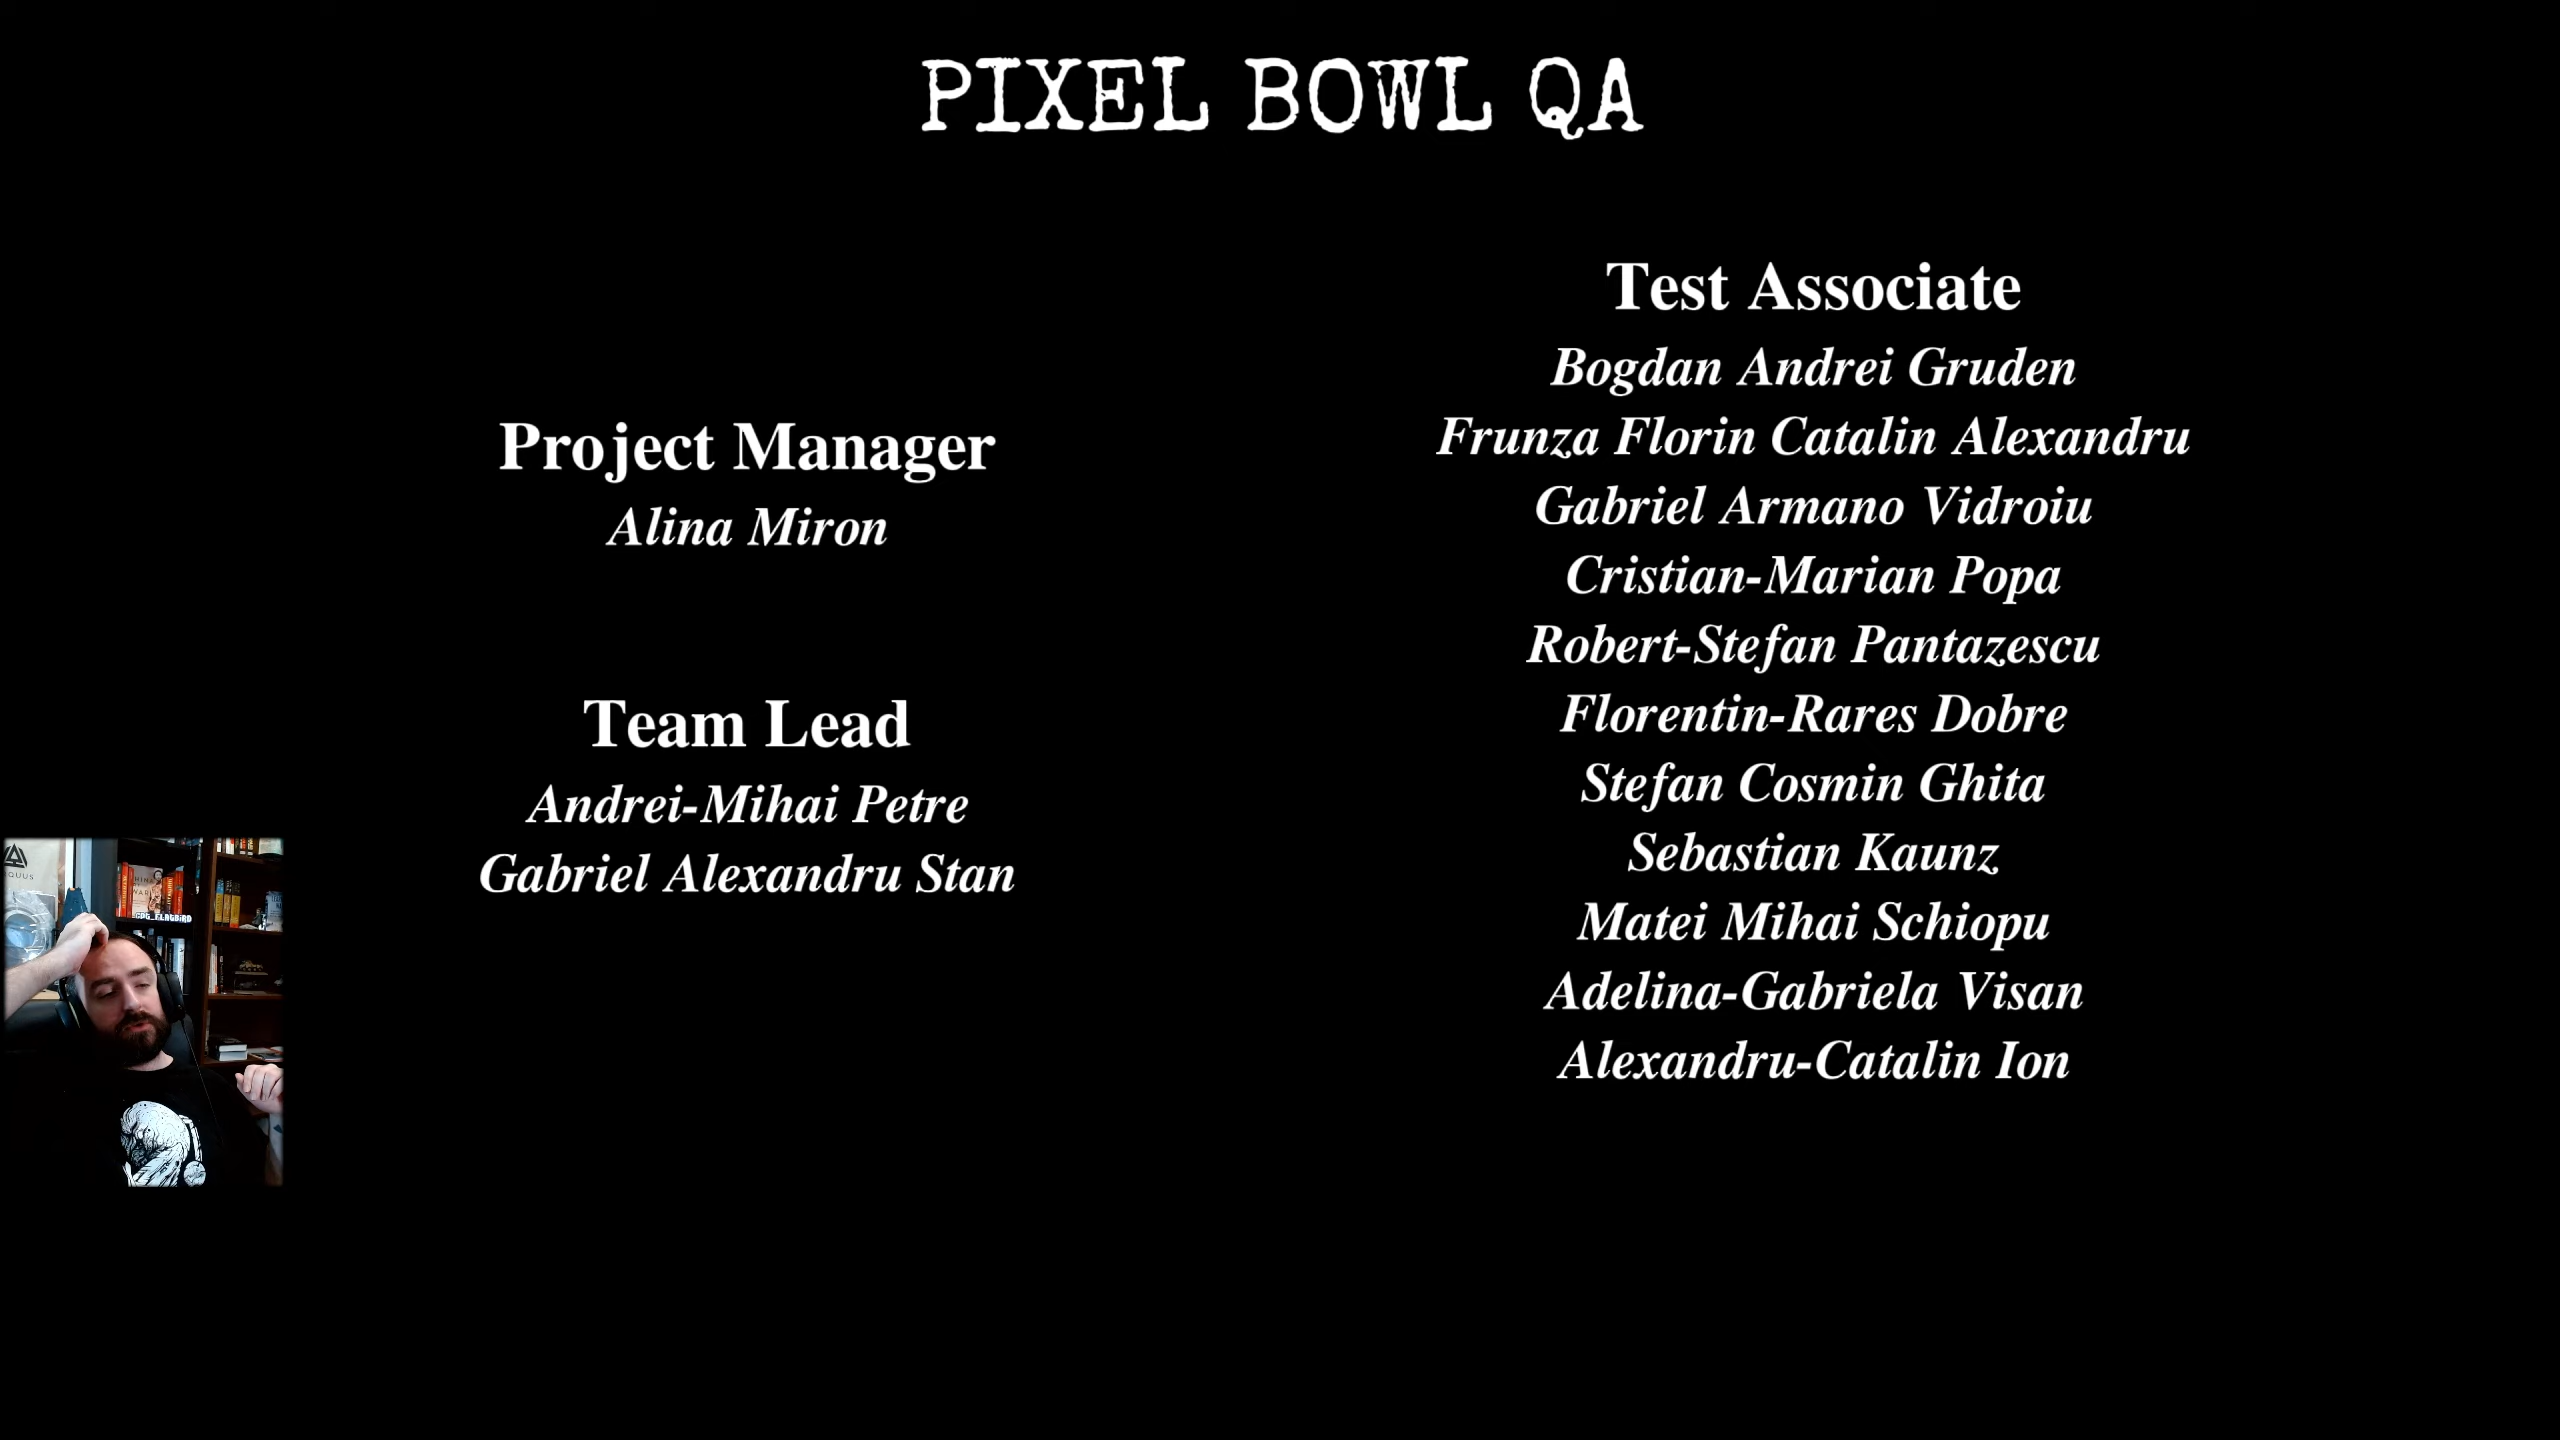 PIXEL BOWL QA
Project Manager
Alina Miron
Team Lead
Andrei-Mihai Petre
Gabriel Alexandru Stan
Test Associate
Bogdan Andrei Gruden
Frunza Florin Catalin Alexandru
Gabriel Armano Vidroiu
Cristian-Marian Popa
Robert-Stefan Pantazescu
Florentin-Rares Dobre
Stefan Cosmin Ghita
Sebastian Kaunz
Matei Mihai Schiopu
Adelina-Gabriela Visan
Alexandru-Catalin Ion
QUUS
WAR